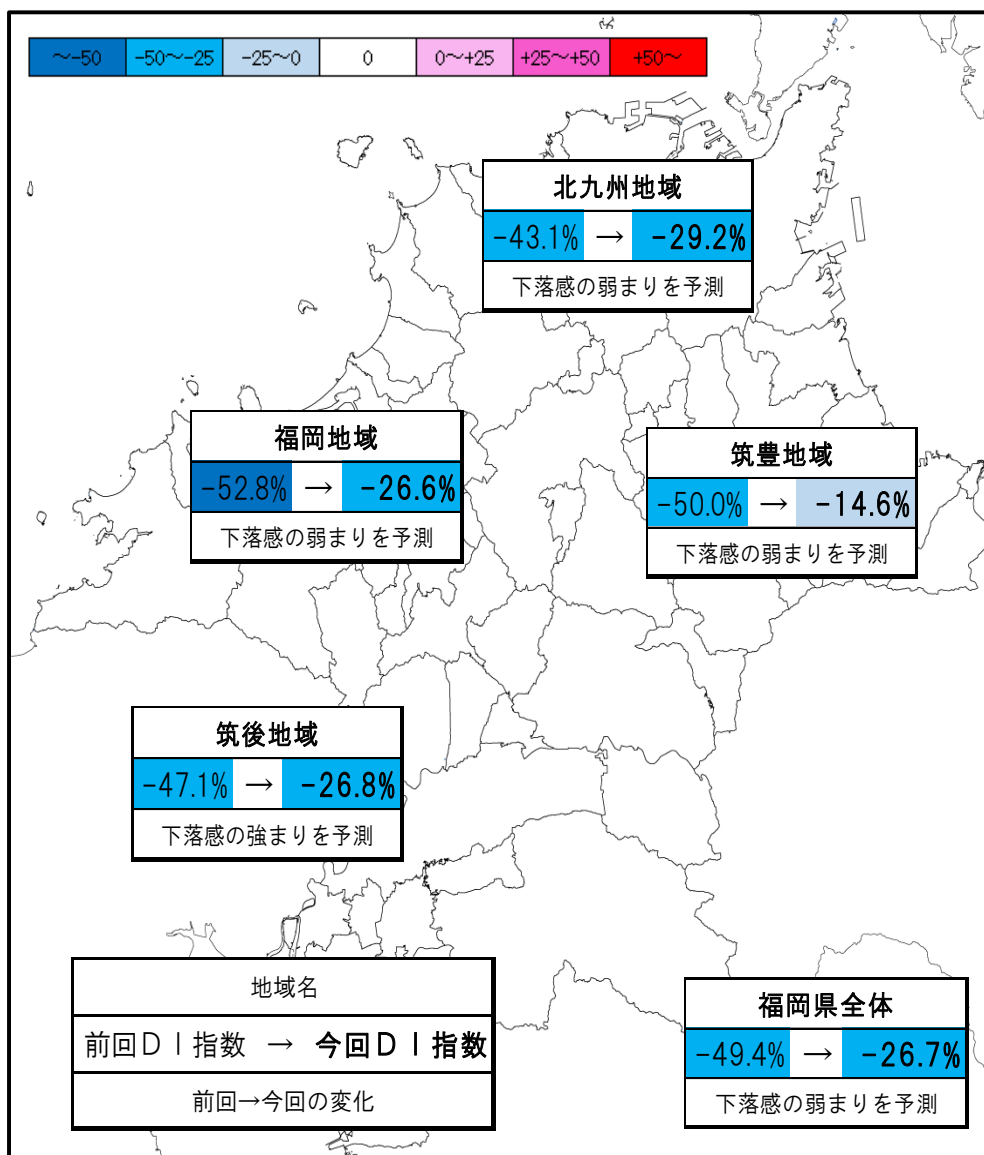 ～-50 -50～-25 -25～0 0 0～+25 +25～+50 +50～
北九州地域
-43.1% → -29.2%
下落感の弱まりを予測
福岡地域
-52.8% → -26.6%
下落感の弱まりを予測
筑豊地域
-50.0% → -14.6%
下落感の弱まりを予測
筑後地域
-47.1% → -26.8%
下落感の強まりを予測
地域名
前回ＤＩ指数 → 今回ＤＩ指数
前回→今回の変化
福岡県全体
-49.4% → -26.7%
下落感の弱まりを予測